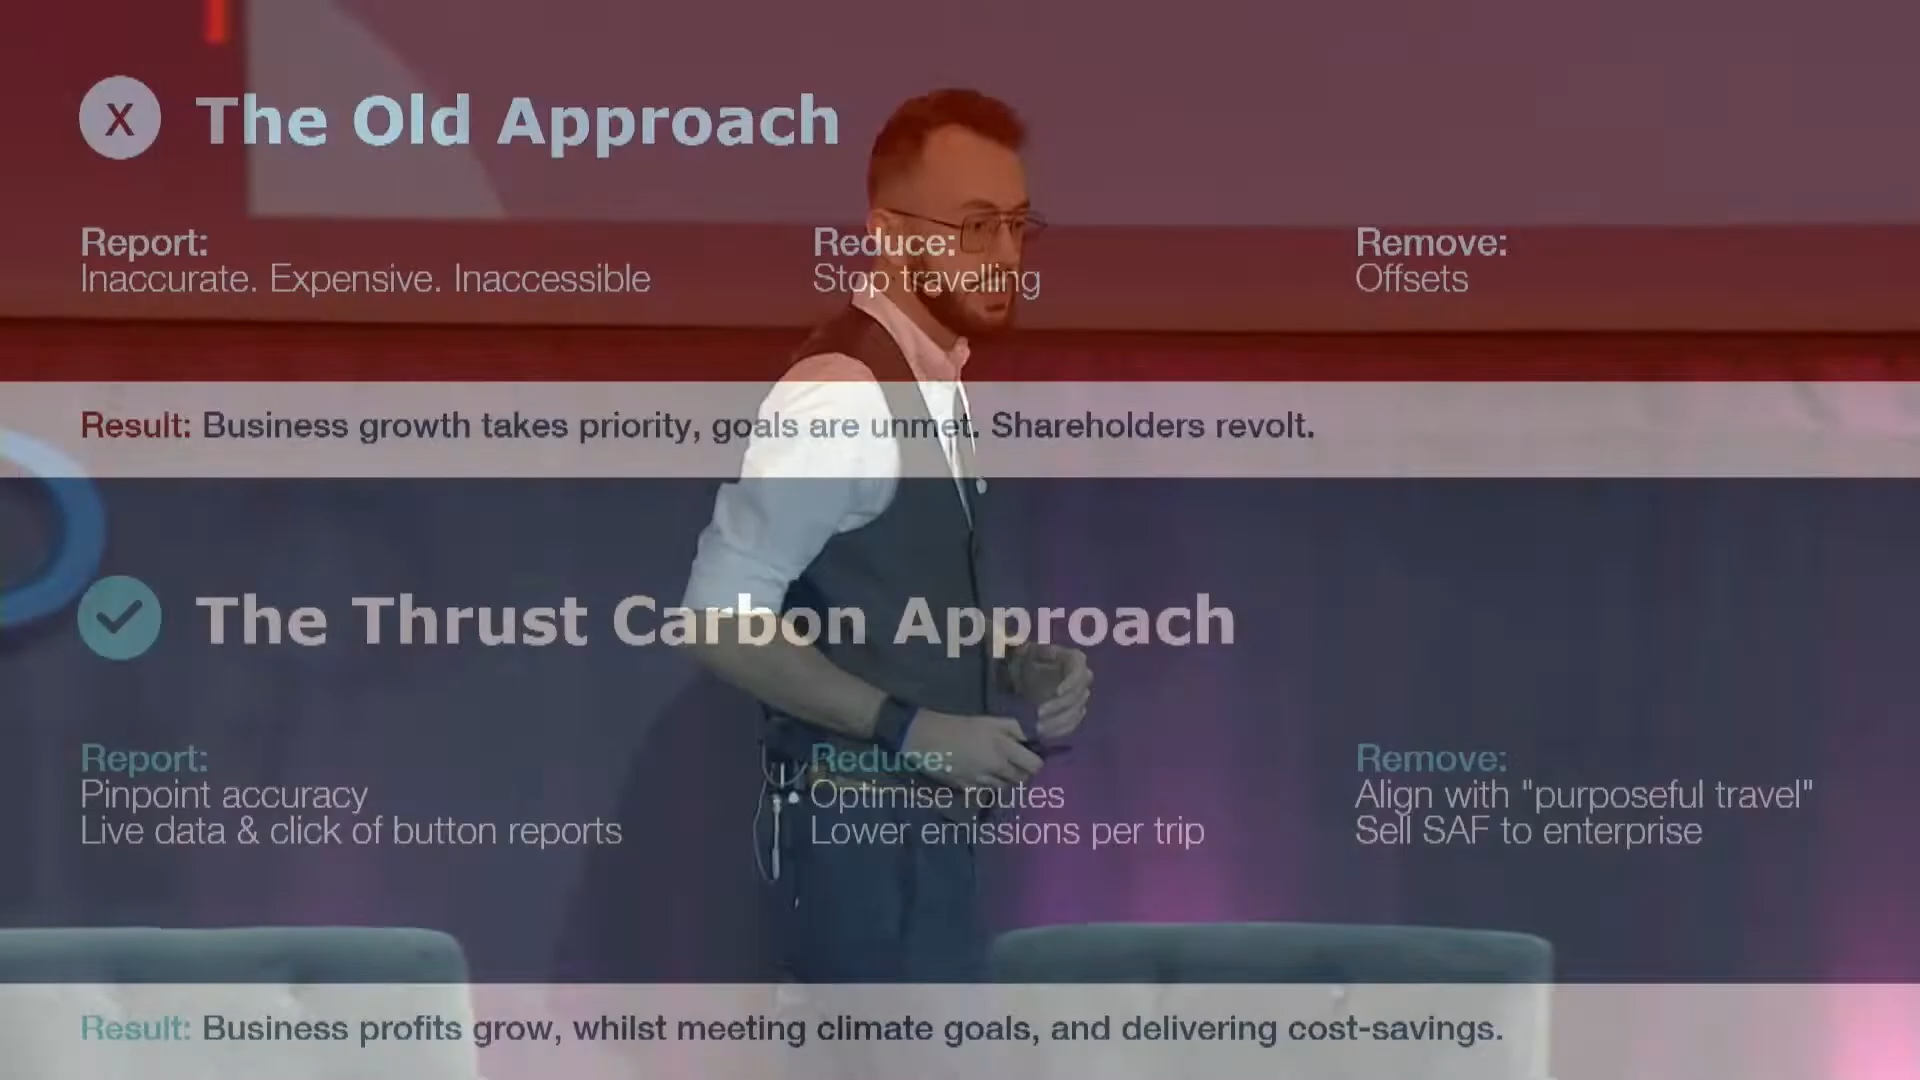 X The Old Approach
Report:
Inaccurate. Expensive. Inaccessible
Reduce:
Stop travelling
Remove:
Offsets
Result: Business growth takes priority, goals are unmet. Shareholders revolt.
The Thrust Carbon Approach
Report:
Pinpoint accuracy
Live data & click of button reports
Reduce:
Optimise routes
Lower emissions per trip
Remove:
Align with "purposeful travel"
Sell SAF to enterprise
Result: Business profits grow, whilst meeting climate goals, and delivering cost-savings.